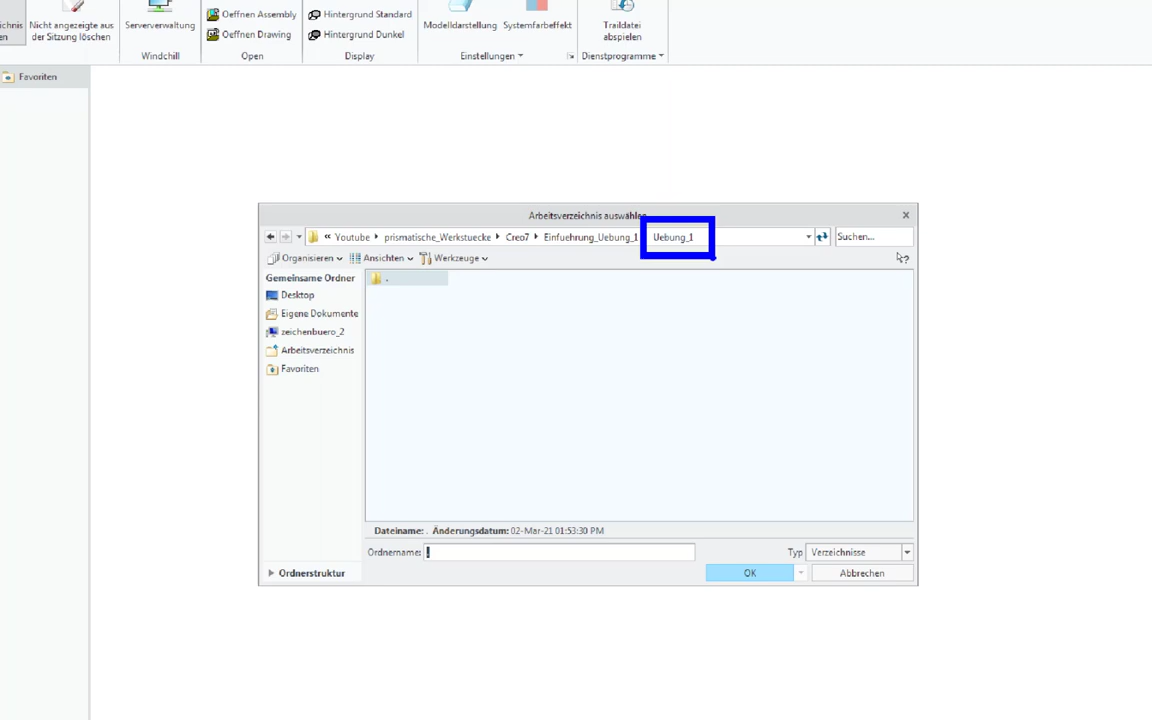 ichnis
en
Nicht angezeigte aus
der Sitzung löschen
Serververwaltung
Windchill
Oeffnen Assembly
Oeffnen Drawing
Open
Hintergrund Standard
Hintergrund Dunkel
Display
Modelldarstellung Systemfarbeffekt
Einstellungen
Traildatei
abspielen
Dienstprogramme
Favoriten
Arbeitsverzeichnis auswählen
« Youtube prismatische_Werkstuecke Creo7 Einfuehrung_Uebung_1 Uebung_1 Suchen...
Organisieren Ansichten Werkzeuge
Gemeinsame Ordner
Desktop
Eigene Dokumente
zeichenbuero_2
Arbeitsverzeichnis
Favoriten
Ordnerstruktur
.
Dateiname: . Änderungsdatum: 02-Mar-21 01:53:30 PM
Ordnername: .
Typ Verzeichnisse
OK Abbrechen